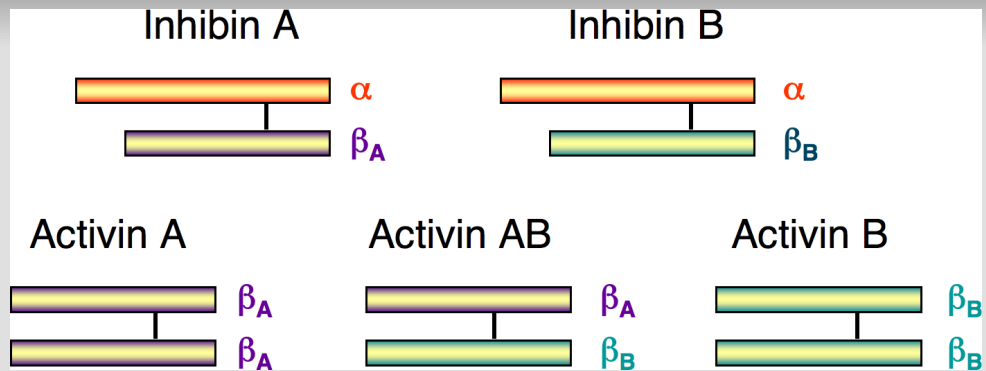 Inhibin A
Inhibin B
α
α
βA
βB
Activin A
Activin AB
Activin B
βA
βA
βB
βA
βB
βB